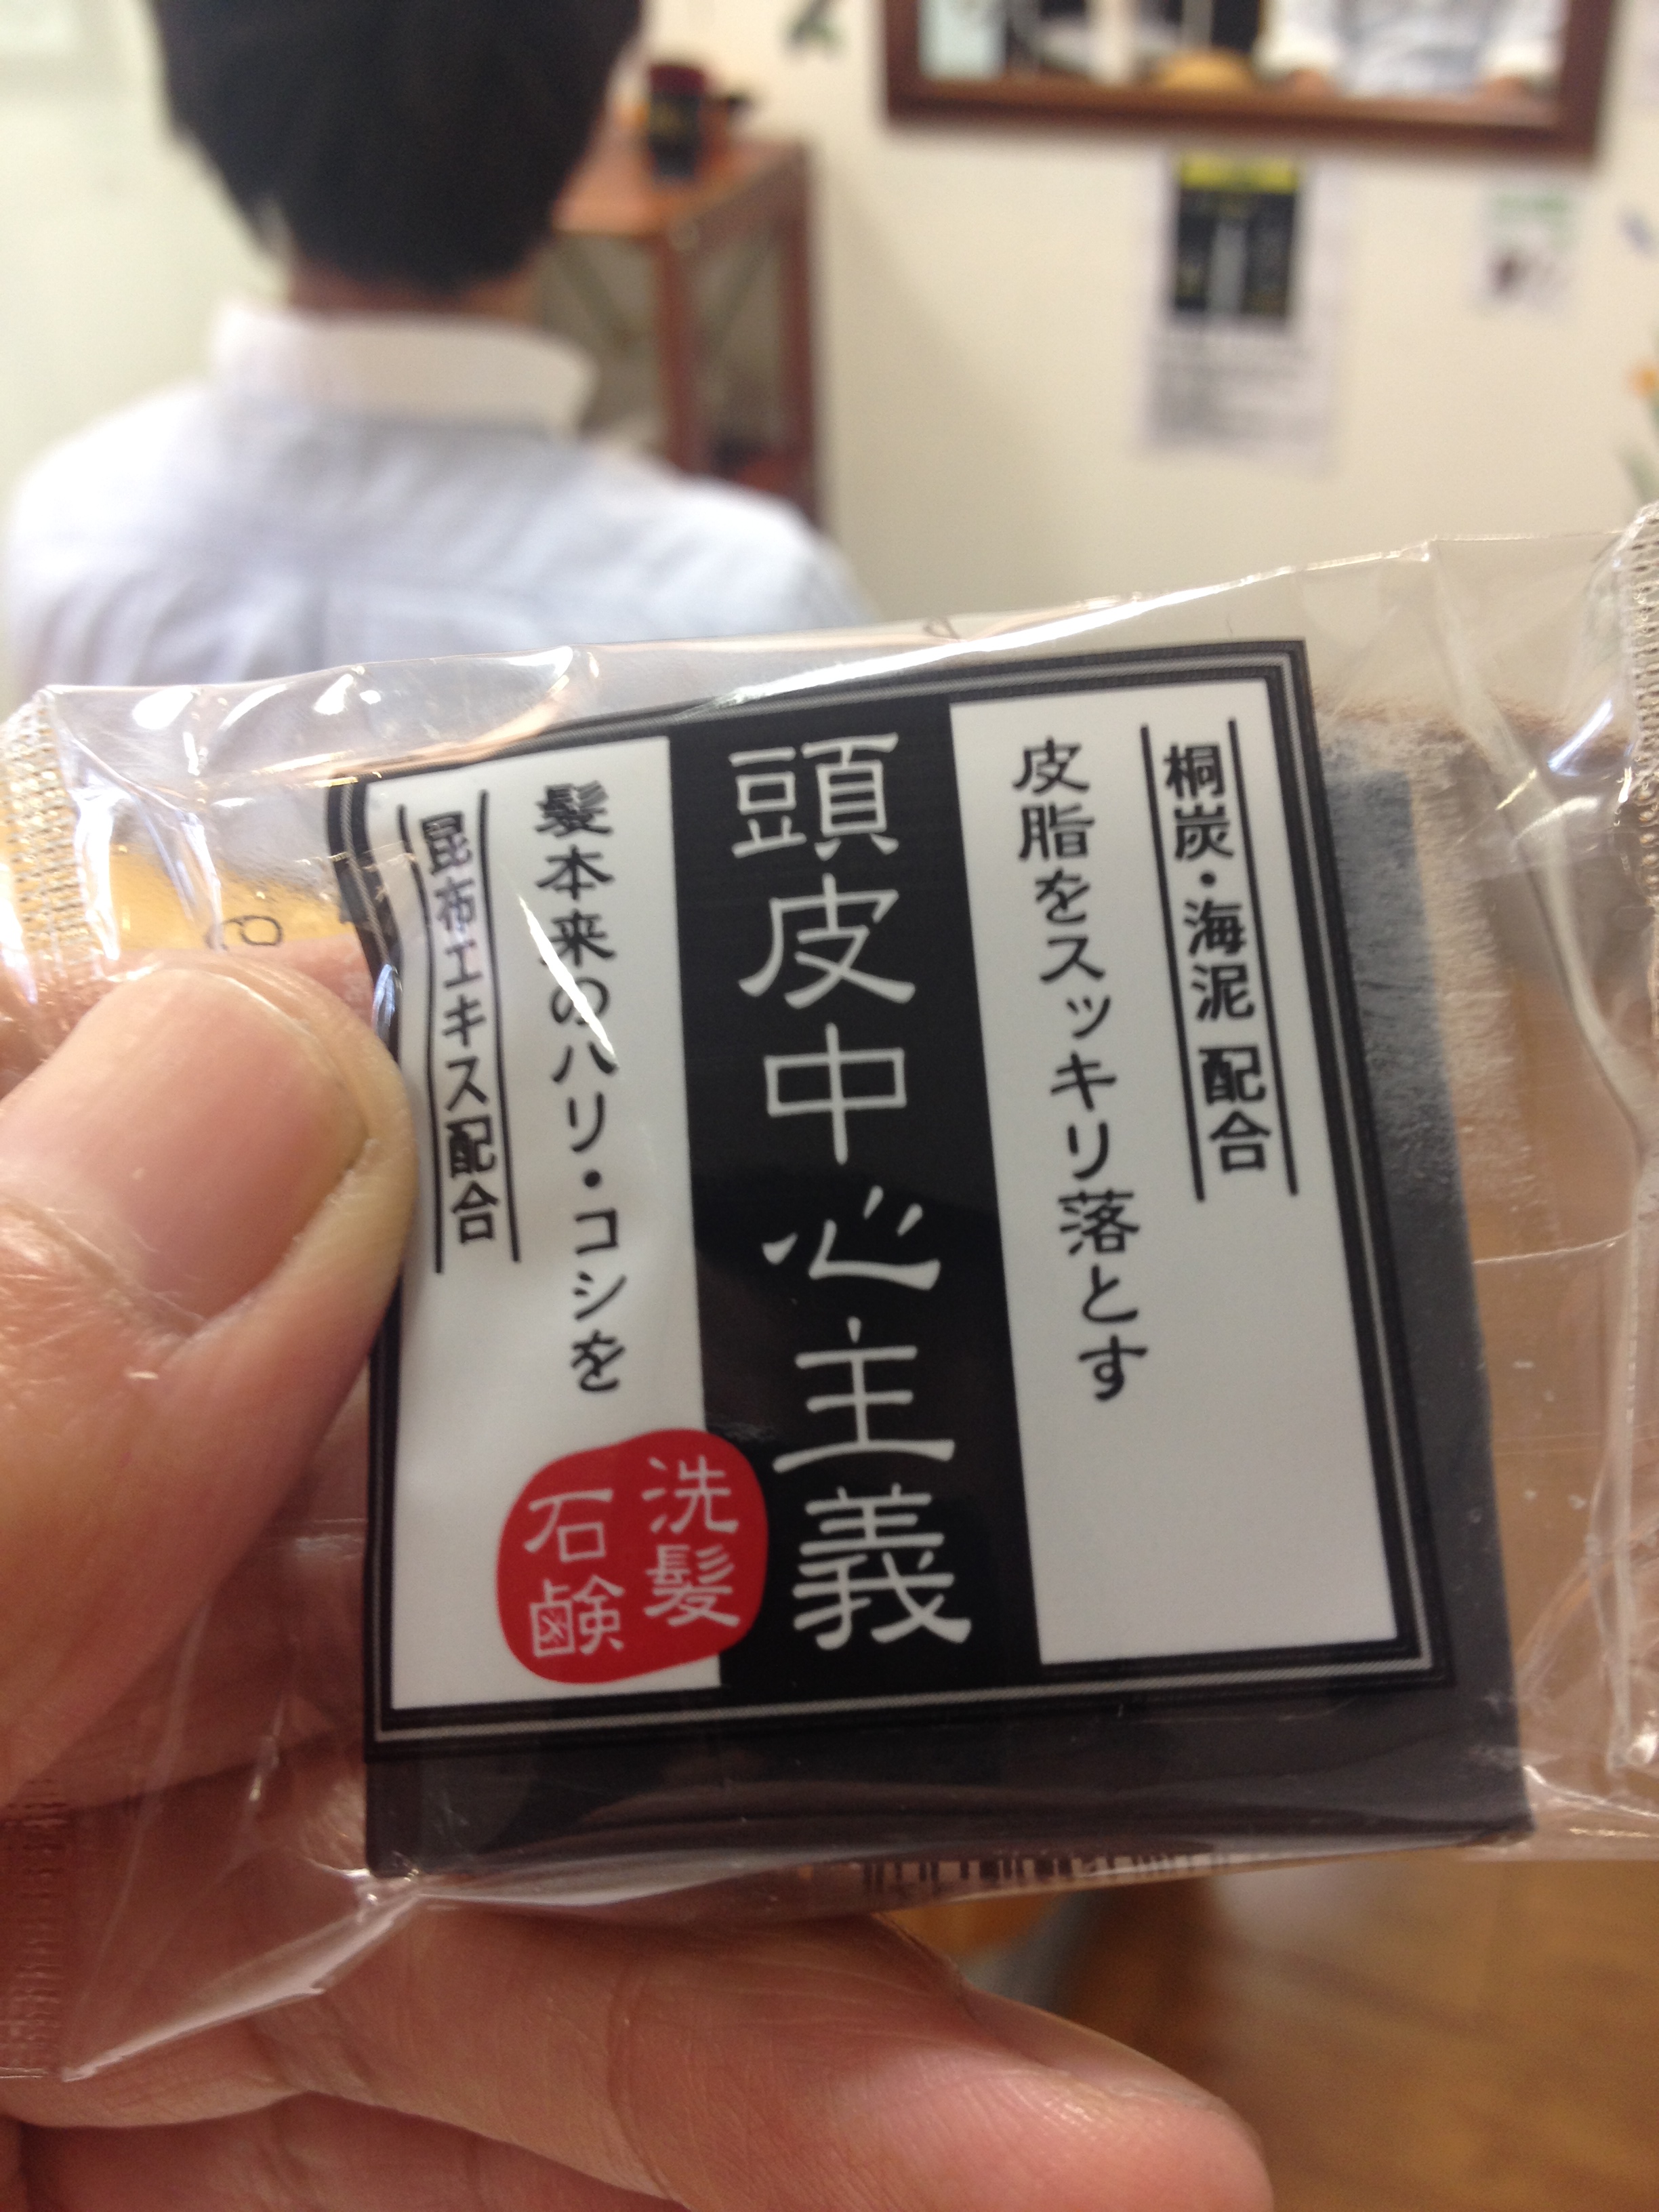 桐炭・海泥 配合
皮脂をスッキリ落とす
頭皮中心主義
髪本来のハリ・コシを
昆布エキス配合
洗髪
石鹸